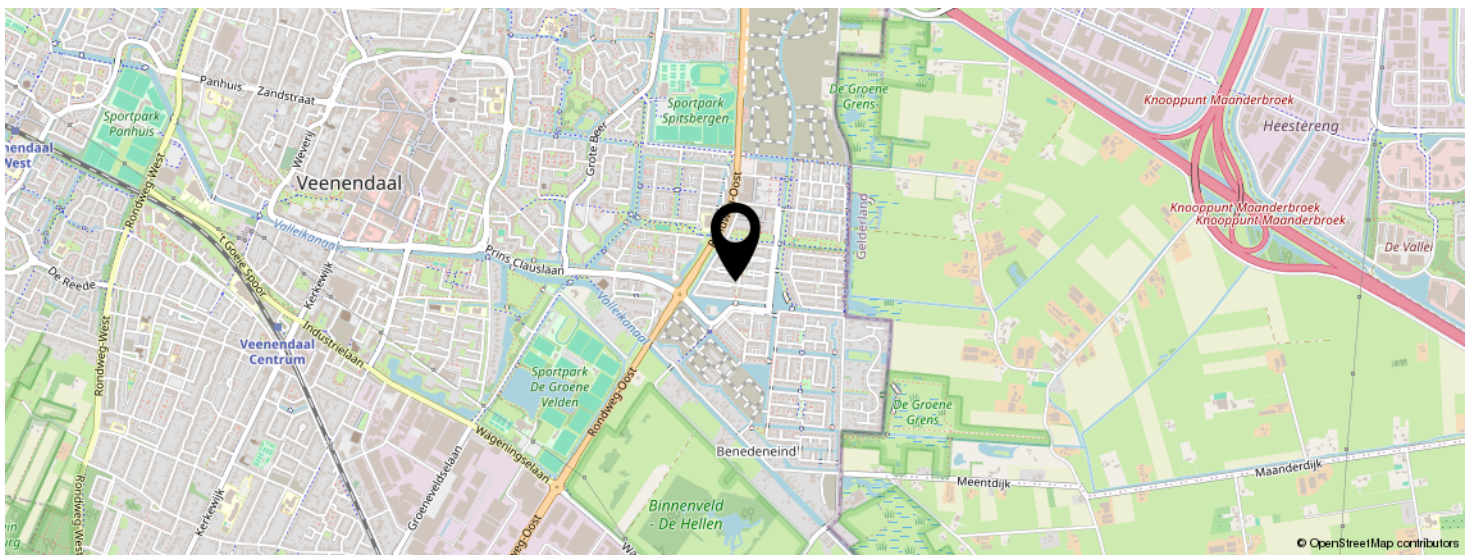 Panhuis
Zandstraat
Sportpark
Panhuis
Rondweg-West
Weverij
Veenendaal
Grote Beer
Sportpark
Spitsbergen
De Groene
Grens
Knooppunt Maanderbroek
Heestereng
Knooppunt Maanderbroek
Knooppunt Maanderbroek
De Vallei
Gelderland
West
Valleikanaal
Prins Clauslaan
De Reede
't Goeie Spoor
Kerkewijk
Veenendaal
Centrum
Industrielaan
Valleikanaal
Rondweg-West
Sportpark
De Groene
Velden
Rondweg-Oost
De Groene
Grens
Wageningselaan
Benedeneind
Maanderdijk
Meentdijk
Groeneveldselaan
Kerkewijk
Rondweg-West
Binnenveld
- De Hellen
Rondweg-Oost
© OpenStreetMap contributors